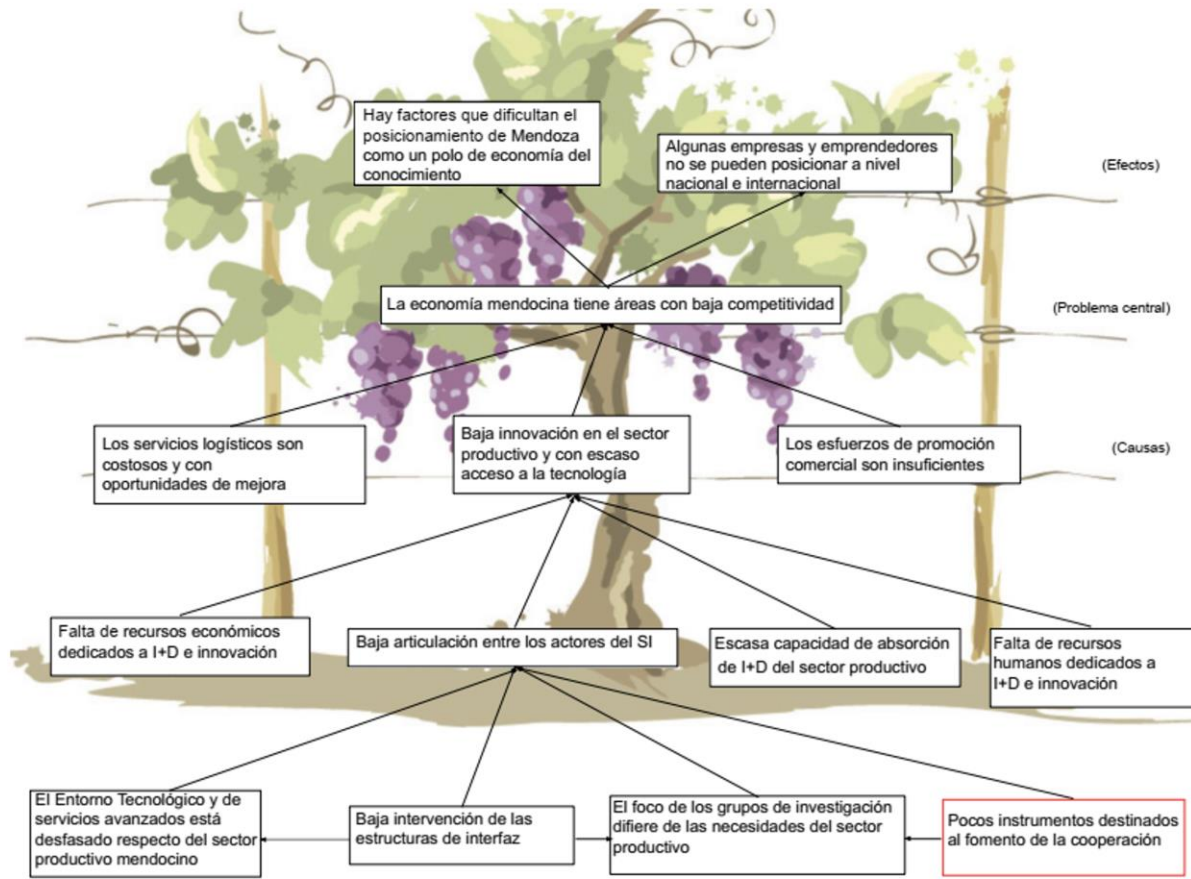 Hay factores que dificultan el
posicionamiento de Mendoza
como un polo de economía del
conocimiento
Algunas empresas y emprendedores
no se pueden posicionar a nivel
nacional e internacional
(Efectos)
La economía mendocina tiene áreas con baja competitividad
(Problema central)
Los servicios logísticos son
costosos y con
oportunidades de mejora
Baja innovación en el sector
productivo y con escaso
acceso a la tecnología
Los esfuerzos de promoción
comercial son insuficientes
(Causas)
Falta de recursos económicos
dedicados a I+D e innovación
Baja articulación entre los actores del SI
Escasa capacidad de absorción
de I+D del sector productivo
Falta de recursos
humanos dedicados a
I+D e innovación
El Entorno Tecnológico y de
servicios avanzados está
desfasado respecto del sector
productivo mendocino
Baja intervención de las
estructuras de interfaz
El foco de los grupos de investigación
difiere de las necesidades del sector
productivo
Pocos instrumentos destinados
al fomento de la cooperación